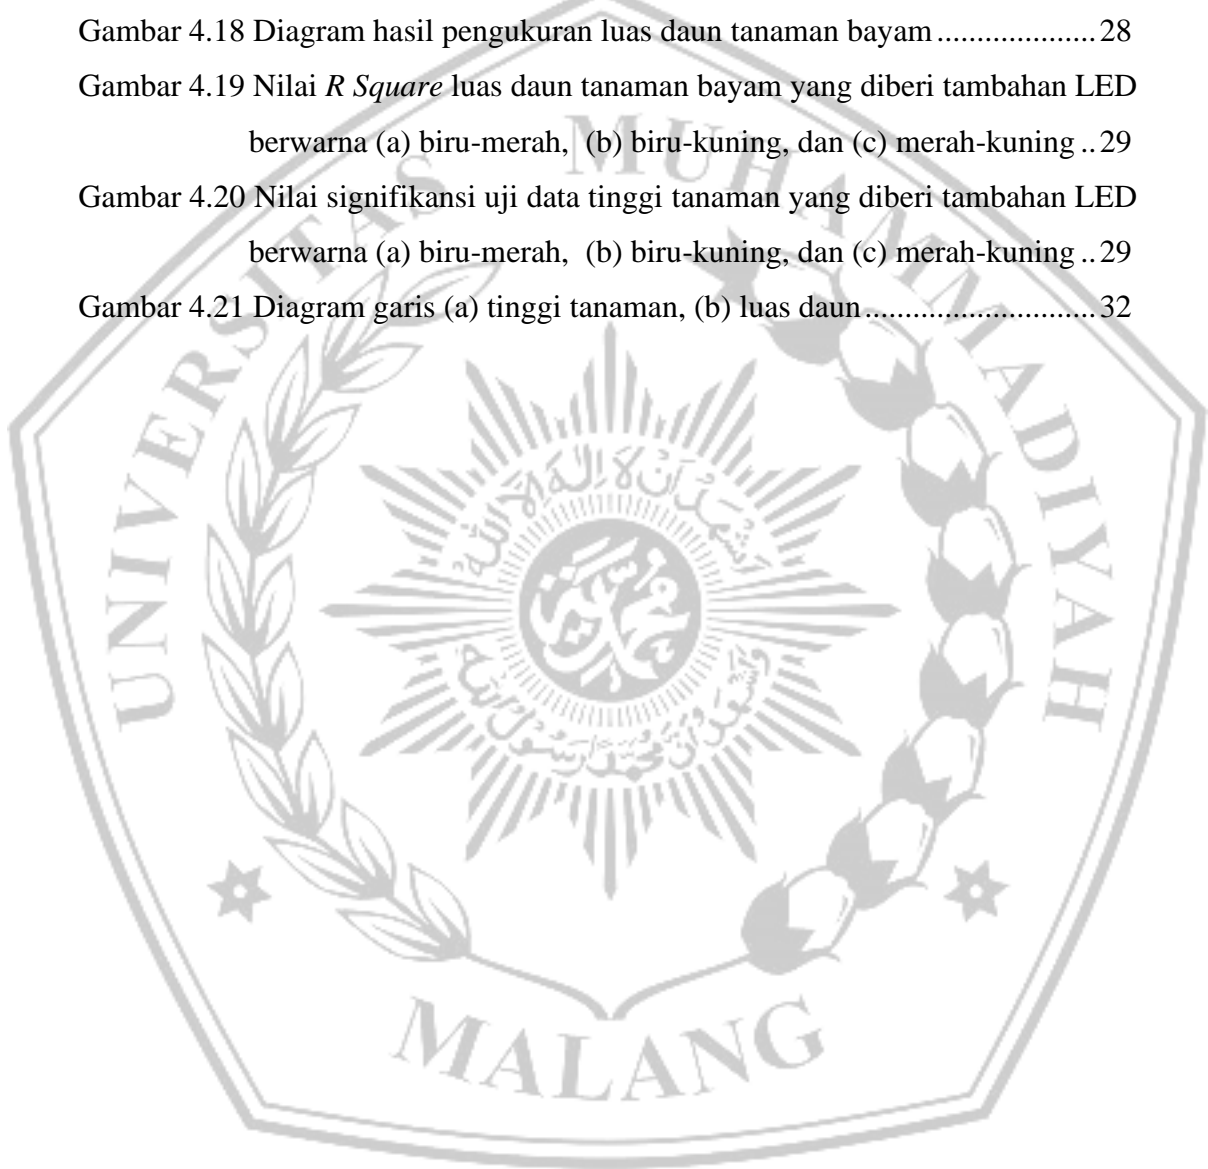 Gambar 4.18 Diagram hasil pengukuran luas daun tanaman bayam ....................28
Gambar 4.19 Nilai R Square luas daun tanaman bayam yang diberi tambahan LED
berwarna (a) biru-merah, (b) biru-kuning, dan (c) merah-kuning ..29
Gambar 4.20 Nilai signifikansi uji data tinggi tanaman yang diberi tambahan LED
berwarna (a) biru-merah, (b) biru-kuning, dan (c) merah-kuning ..29
Gambar 4.21 Diagram garis (a) tinggi tanaman, (b) luas daun.............................32
UNIVERSITAS MUHAMMADIYAH
MALANG